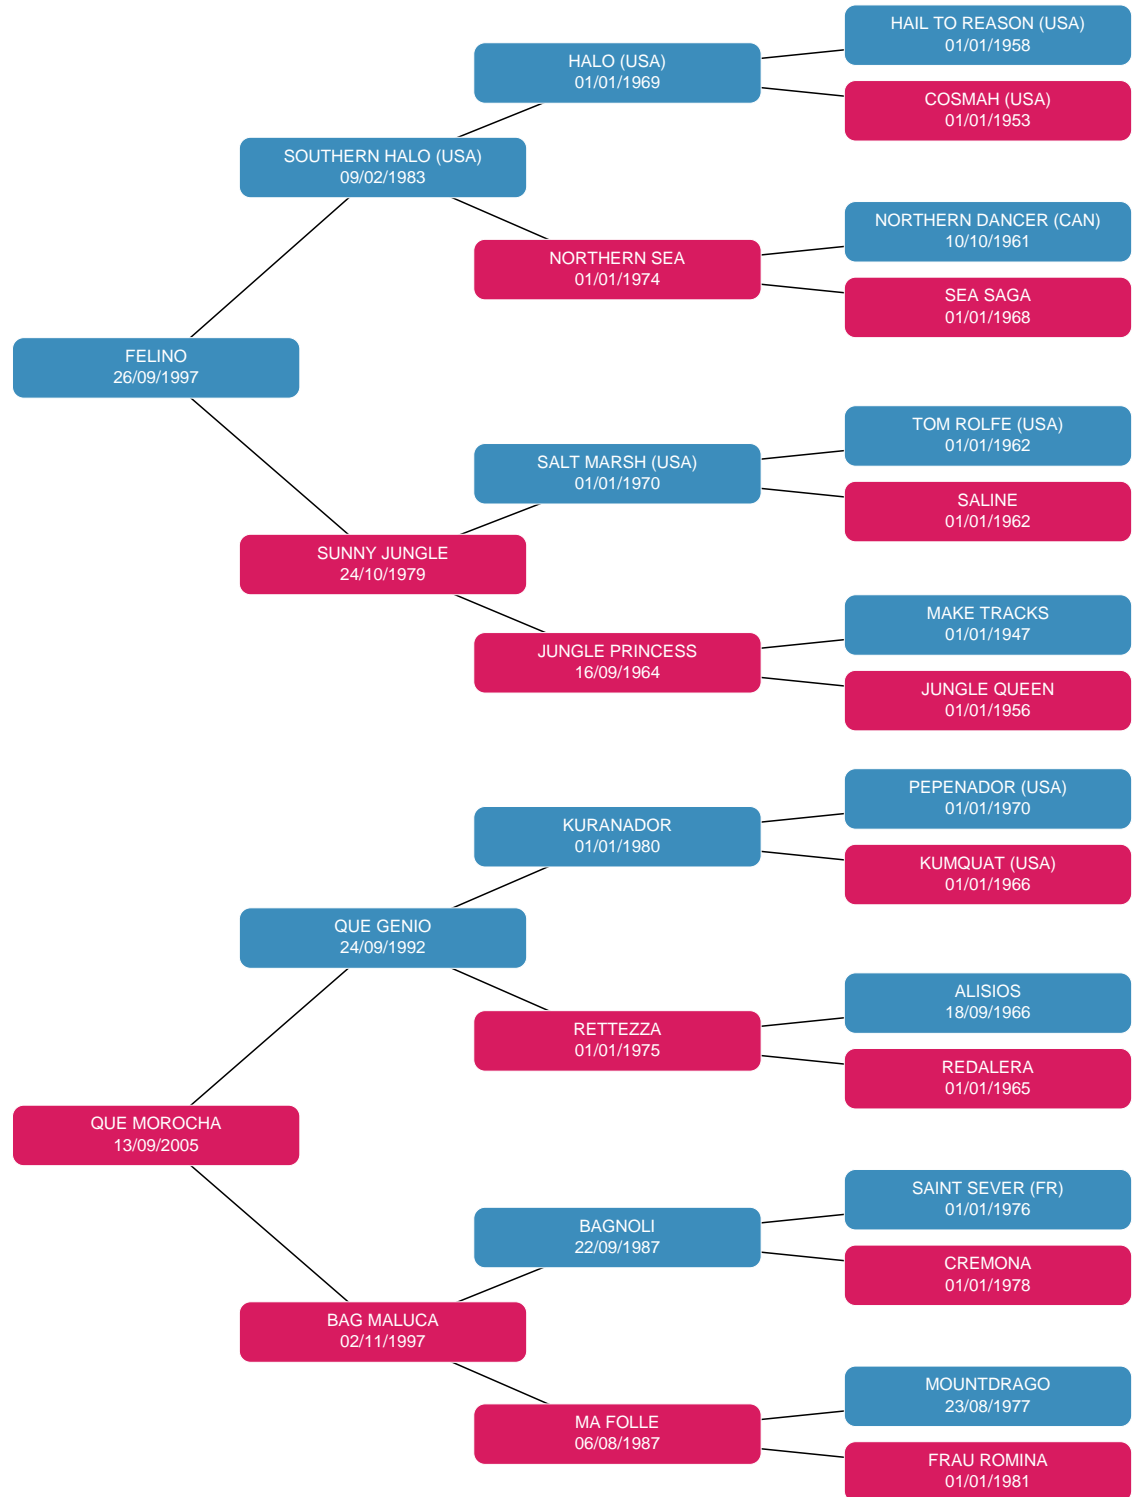 HAIL TO REASON (USA)
01/01/1958
HALO (USA)
01/01/1969
COSMAH (USA)
01/01/1953
SOUTHERN HALO (USA)
09/02/1983
NORTHERN DANCER (CAN)
10/10/1961
NORTHERN SEA
01/01/1974
SEA SAGA
01/01/1968
FELINO
26/09/1997
TOM ROLFE (USA)
01/01/1962
SALT MARSH (USA)
01/01/1970
SALINE
01/01/1962
SUNNY JUNGLE
24/10/1979
MAKE TRACKS
01/01/1947
JUNGLE PRINCESS
16/09/1964
JUNGLE QUEEN
01/01/1956
PEPENADOR (USA)
01/01/1970
KURANADOR
01/01/1980
KUMQUAT (USA)
01/01/1966
QUE GENIO
24/09/1992
ALISIOS
18/09/1966
RETTEZZA
01/01/1975
REDALERA
01/01/1965
QUE MOROCHA
13/09/2005
SAINT SEVER (FR)
01/01/1976
BAGNOLI
22/09/1987
CREMONA
01/01/1978
BAG MALUCA
02/11/1997
MOUNTDRAGO
23/08/1977
MA FOLLE
06/08/1987
FRAU ROMINA
01/01/1981